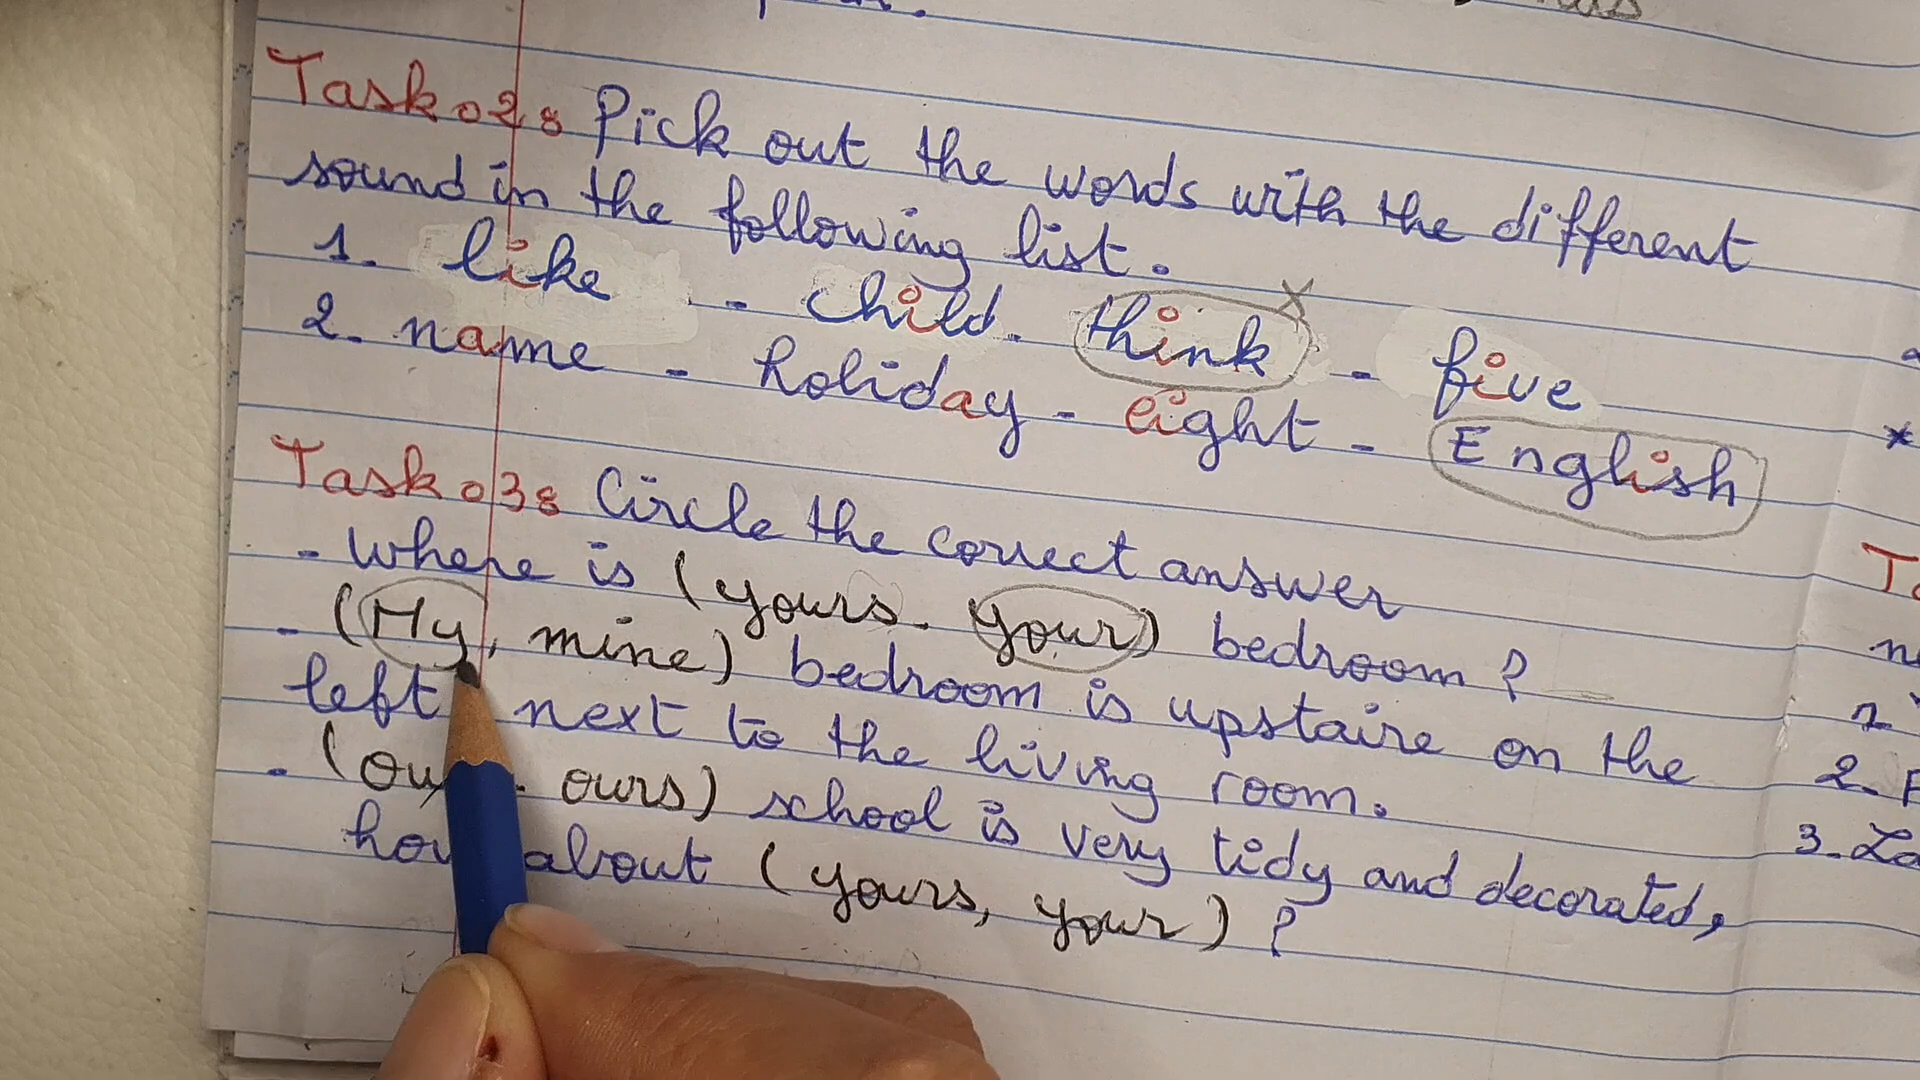 Task 02: Pick out the words with the different
sound in the following list.
1. like - child. think - five
2. name - holiday - eight - English
Task 03: Circle the correct answer
- Where is (yours - your) bedroom?
- (My, mine) bedroom is upstaire on the
left next to the living room.
- ( ours) school is very tidy and decorated,
about (yours, your)?
2.
3.